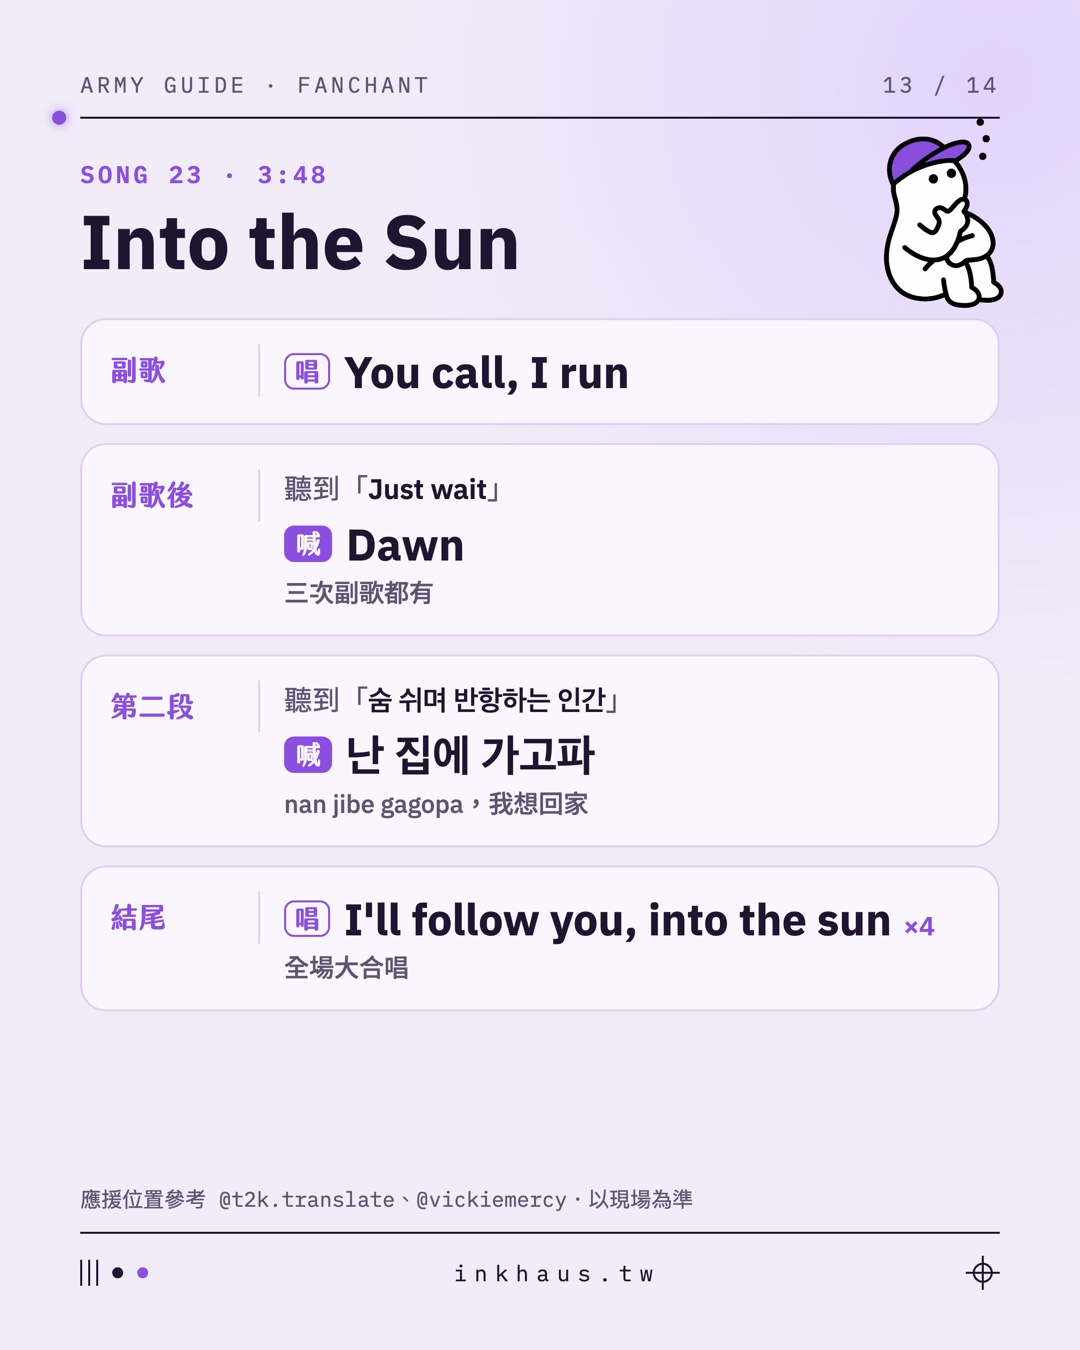 ARMY GUIDE · FANCHANT
13 / 14
SONG 23 · 3:48
Into the Sun
副歌
唱 You call, I run
副歌後
聽到「Just wait」
喊 Dawn
三次副歌都有
第二段
聽到「숨 쉬며 반항하는 인간」
喊 난 집에 가고파
nan jibe gagopa，我想回家
結尾
唱 I'll follow you, into the sun ×4
全場大合唱
應援位置參考 @t2k.translate、@vickiemercy · 以現場為準
inkhaus.tw